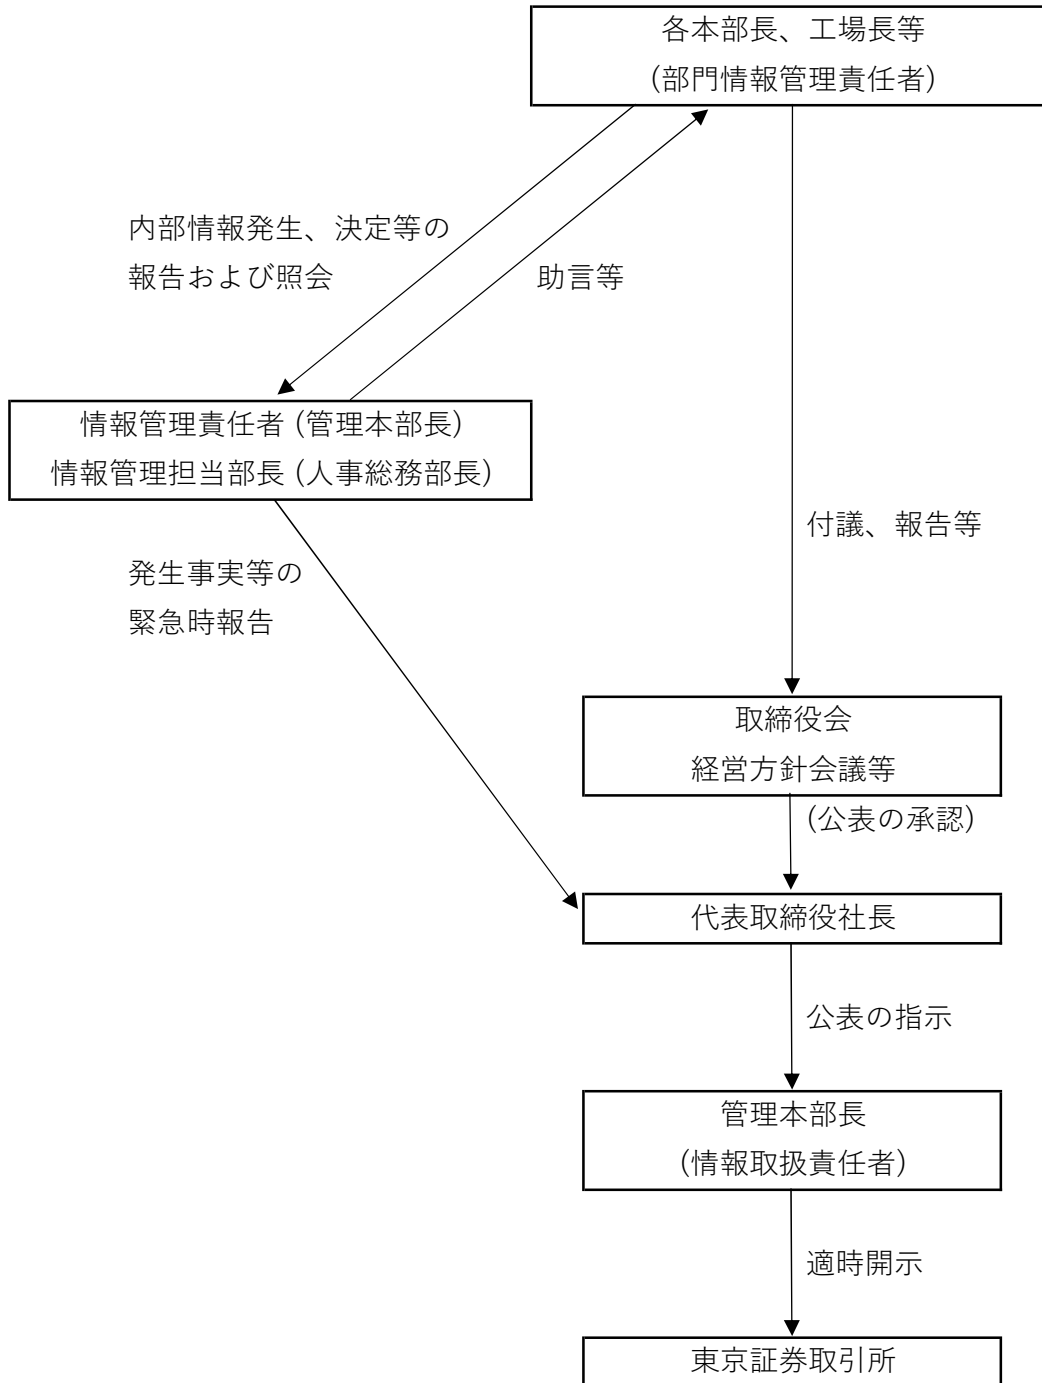 各本部長、工場長等
(部門情報管理責任者)
内部情報発生、決定等の
報告および照会
助言等
情報管理責任者 (管理本部長)
情報管理担当部長 (人事総務部長)
付議、報告等
発生事実等の
緊急時報告
取締役会
経営方針会議等
(公表の承認)
代表取締役社長
公表の指示
管理本部長
(情報取扱責任者)
適時開示
東京証券取引所